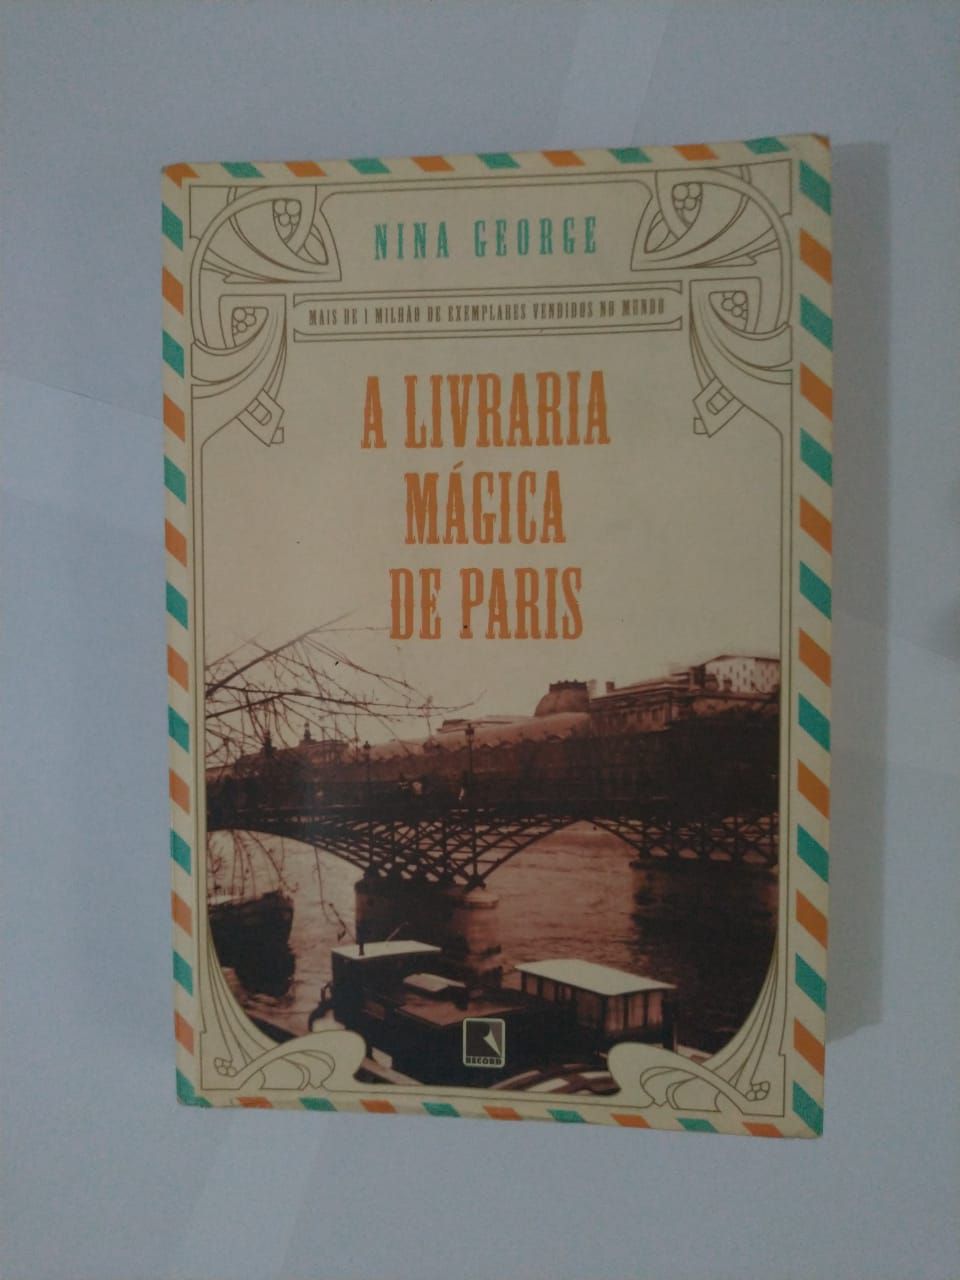 NINA GEORGE
MAIS DE 1 MILHÃO DE EXEMPLARES VENDIDOS NO MUNDO
A LIVRARIA
MÁGICA
DE PARIS
RECORD